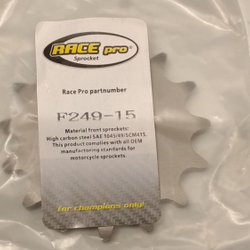 RACE pro
Sprocket
Race Pro partnumber
F249-15
Material front sprockets:
High carbon steel SAE 1045/49/SCM415.
This product complies with all OEM
manufacturing standards for
motorcycle sprockets.
for champions only!